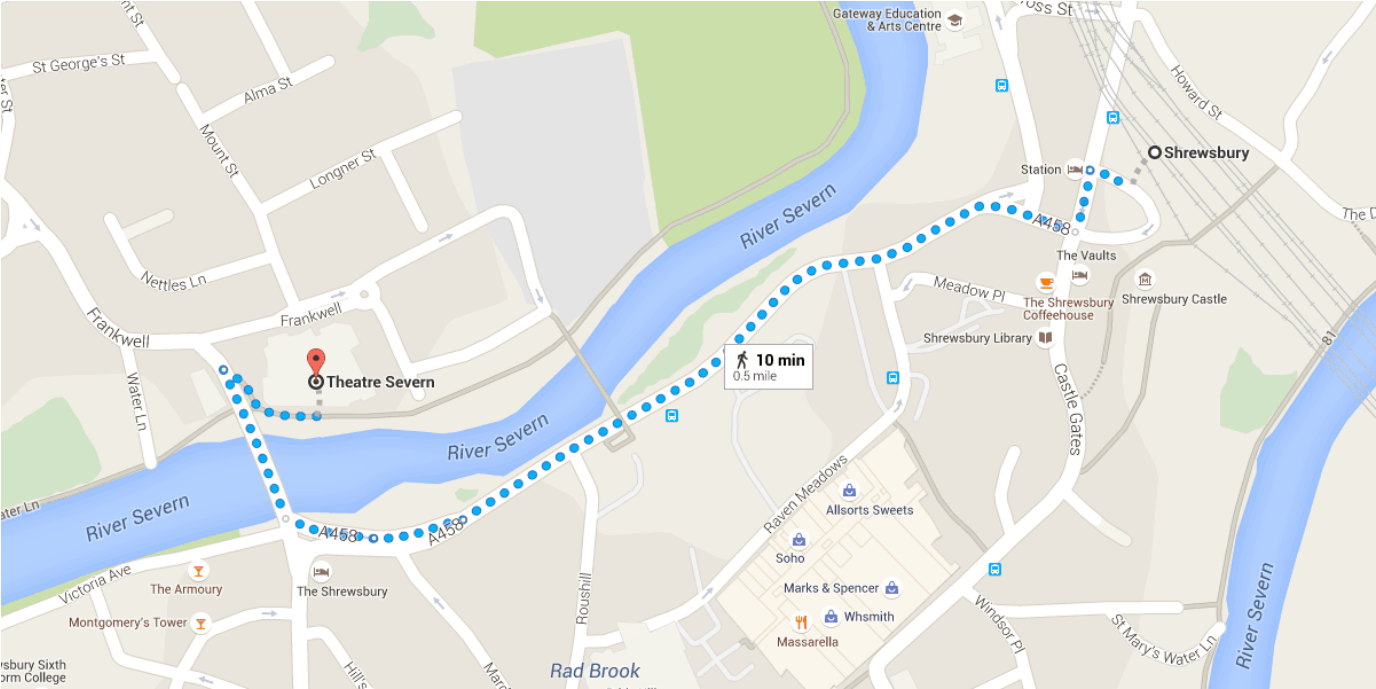 Gateway Education
& Arts Centre
St George's St
Alma St
Mount St
Howard St
Shrewsbury
Longner St
Station
River Severn
A458
The Vaults
Nettles Ln
Meadow Pl
Shrewsbury Castle
The Shrewsbury
Coffeehouse
Frankwell
Frankwell
Shrewsbury Library
81
10 min
0.5 mile
Theatre Severn
Water Ln
Castle Gates
River Severn
River Severn
Raven Meadows
Allsorts Sweets
A458
A458
Soho
Victoria Ave
The Armoury
The Shrewsbury
Marks & Spencer
Roushill
Whsmith
Windsor Pl
St Mary's Water Ln
River Severn
Montgomery's Tower
Massarella
Rad Brook